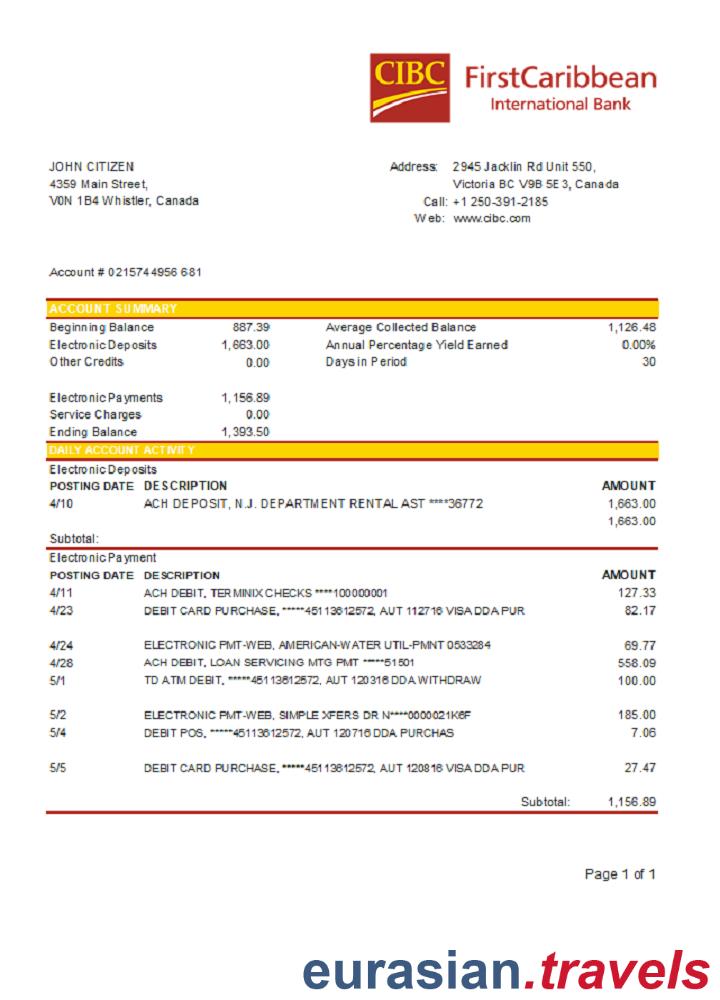 CIBC FirstCaribbean
International Bank
JOHN CITIZEN
4359 Main Street,
V0N 1B4 Whistler, Canada
Address: 2945 Jacklin Rd Unit 550,
Victoria BC V9B 5E3, Canada
Call: +1 250-391-2185
Web: www.cibc.com
Account # 0215744956681
ACCOUNT SUMMARY
Beginning Balance 887.39 Average Collected Balance 1,126.48
Electronic Deposits 1,663.00 Annual Percentage Yield Earned 0.00%
Other Credits 0.00 Days in Period 30
Electronic Payments 1,156.89
Service Charges 0.00
Ending Balance 1,393.50
DAILY ACCOUNT ACTIVITY
Electronic Deposits
POSTING DATE DESCRIPTION AMOUNT
4/10 ACH DEPOSIT, N.J. DEPARTMENT RENTAL AST ****36772 1,663.00
1,663.00
Subtotal:
Electronic Payment
POSTING DATE DESCRIPTION AMOUNT
4/11 ACH DEBIT, TERMINIX CHECKS ****100000001 127.33
4/23 DEBIT CARD PURCHASE, *****45113612572, AUT 112716 VISA DDA PUR 82.17
4/24 ELECTRONIC PMT-WEB, AMERICAN-WATER UTIL-PMNT 0533284 69.77
4/28 ACH DEBIT, LOAN SERVICING MTG PMT *****51501 558.09
5/1 TD ATM DEBIT, *****45113612572, AUT 120316 DDA WITHDRAW 100.00
5/2 ELECTRONIC PMT-WEB, SIMPLE XFERS DR N****0000021K6F 185.00
5/4 DEBIT POS, *****45113612572, AUT 120716 DDA PURCHAS 7.06
5/5 DEBIT CARD PURCHASE, *****45113612572, AUT 120816 VISA DDA PUR 27.47
Subtotal: 1,156.89
Page 1 of 1
eurasian.travels